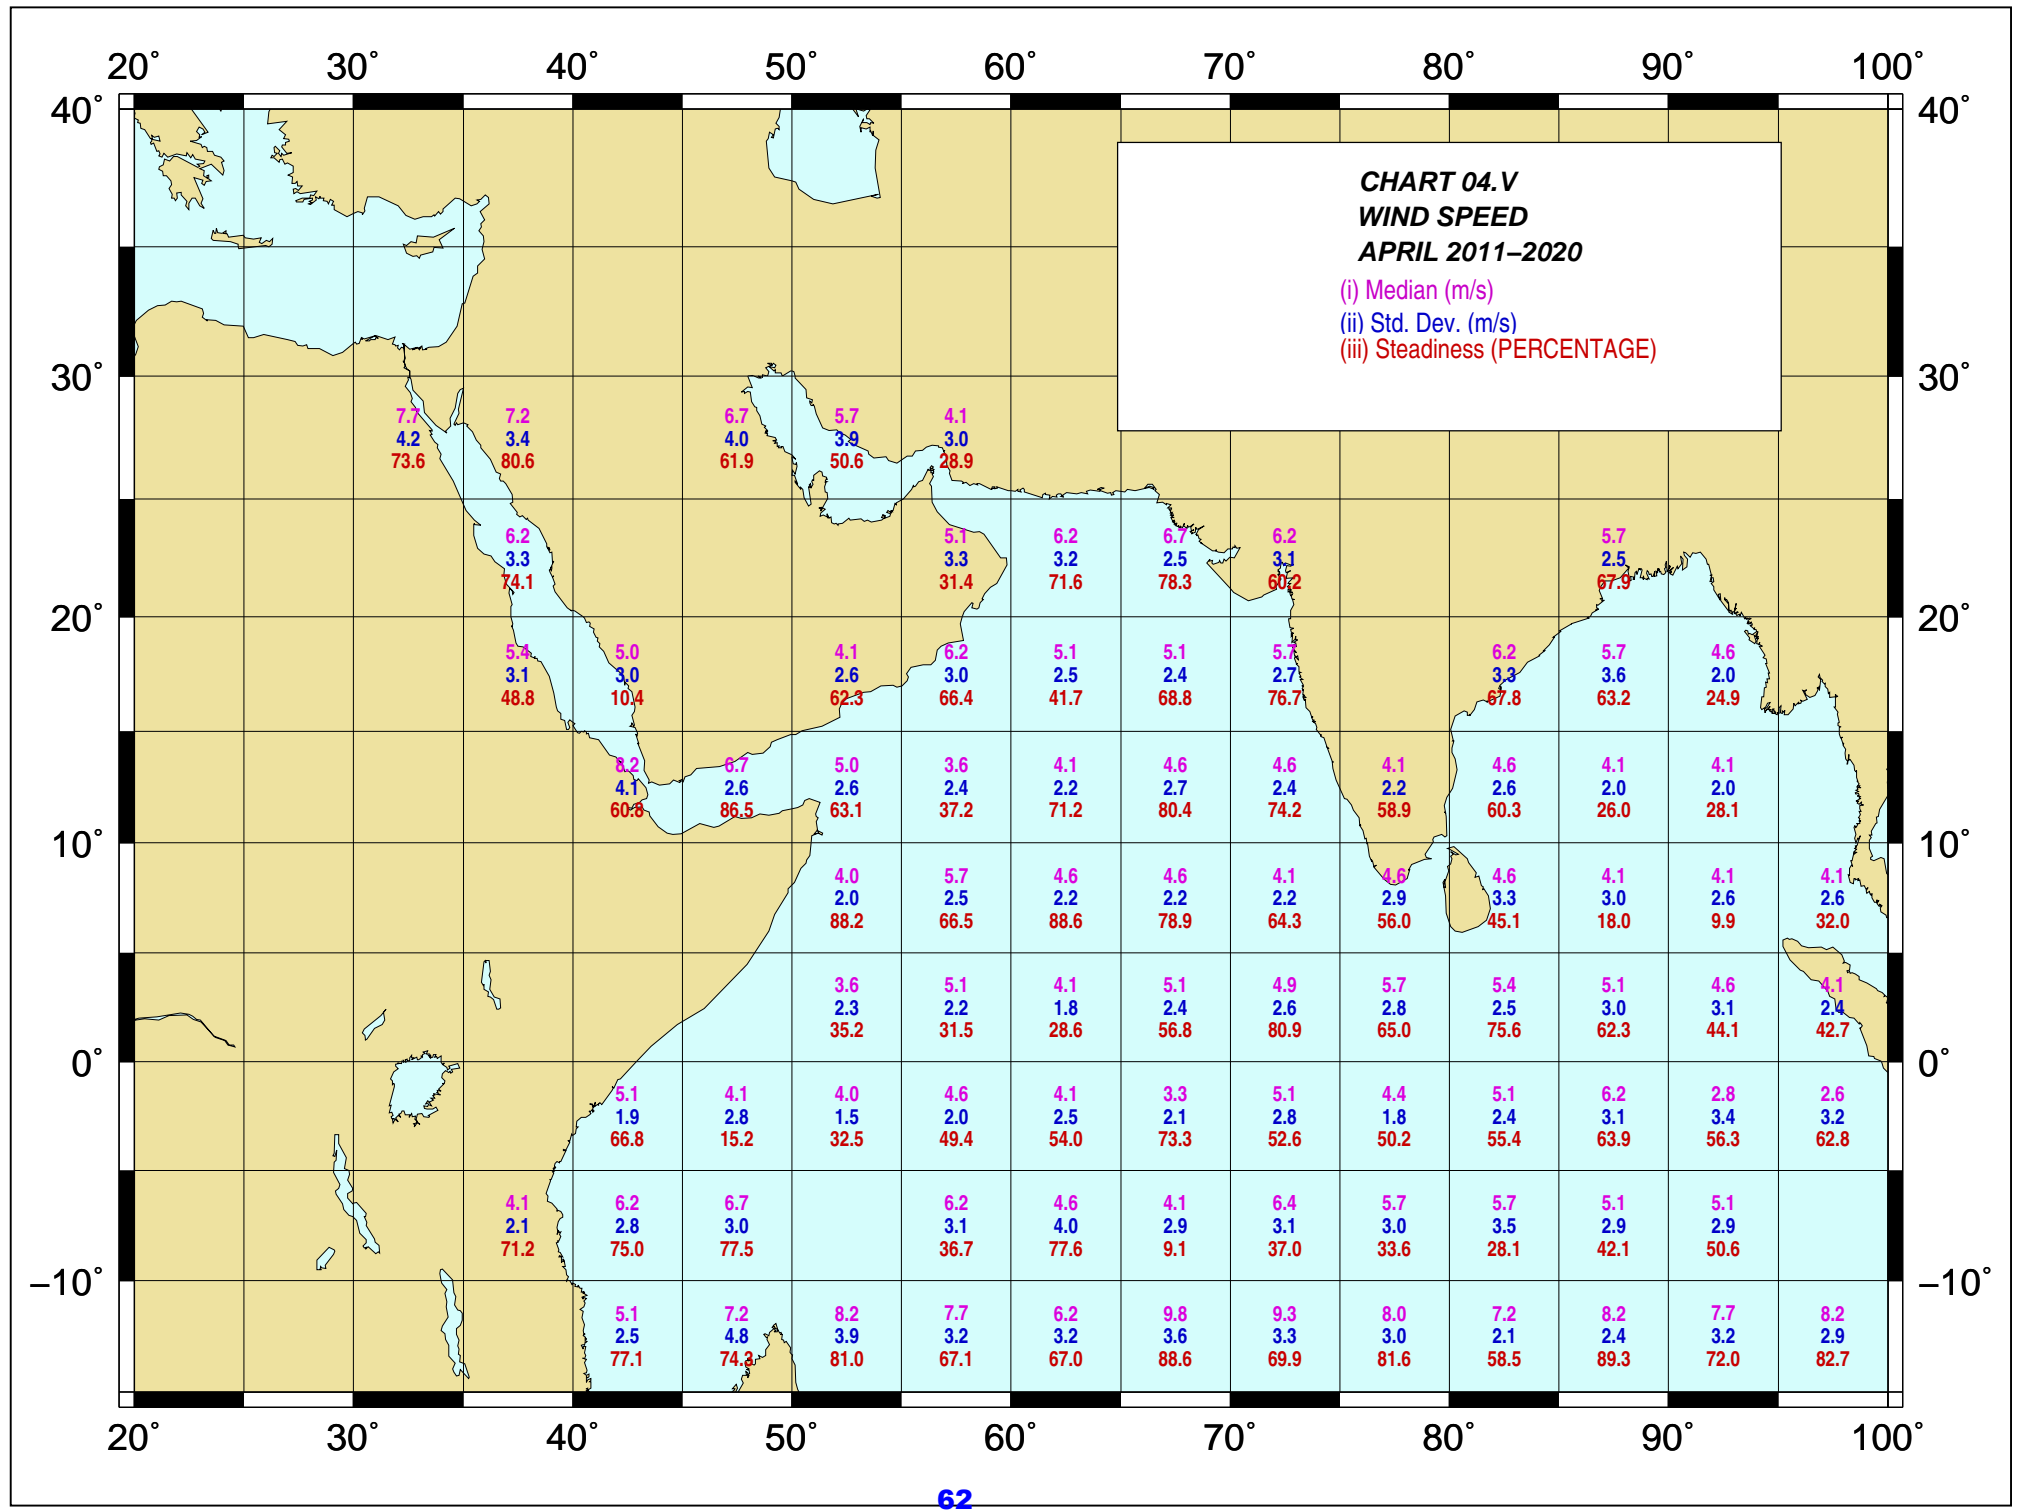 20° 30° 40° 50° 60° 70° 80° 90° 100°
40° 40°
CHART 04.V
WIND SPEED
APRIL 2011–2020
(i) Median (m/s)
(ii) Std. Dev. (m/s)
(iii) Steadiness (PERCENTAGE)
30° 30°
7.7 7.2 6.7 5.7 4.1
4.2 3.4 4.0 3.9 3.0
73.6 80.6 61.9 50.6 28.9
6.2 5.1 6.2 6.7 6.2 5.7
3.3 3.3 3.2 2.5 3.1 2.5
74.1 31.4 71.6 78.3 60.2 67.9
20° 20°
5.4 5.0 4.1 6.2 5.1 5.1 5.7 6.2 5.7 4.6
3.1 3.0 2.6 3.0 2.5 2.4 2.7 3.3 3.6 2.0
48.8 10.4 62.3 66.4 41.7 68.8 76.7 67.8 63.2 24.9
8.2 6.7 5.0 3.6 4.1 4.6 4.6 4.1 4.6 4.1 4.1
4.1 2.6 2.6 2.4 2.2 2.7 2.4 2.2 2.6 2.0 2.0
60.8 86.5 63.1 37.2 71.2 80.4 74.2 58.9 60.3 26.0 28.1
10° 10°
4.0 5.7 4.6 4.6 4.1 4.6 4.6 4.1 4.1 4.1
2.0 2.5 2.2 2.2 2.2 2.9 3.3 3.0 2.6 2.6
88.2 66.5 88.6 78.9 64.3 56.0 45.1 18.0 9.9 32.0
3.6 5.1 4.1 5.1 4.9 5.7 5.4 5.1 4.6 4.1
2.3 2.2 1.8 2.4 2.6 2.8 2.5 3.0 3.1 2.4
35.2 31.5 28.6 56.8 80.9 65.0 75.6 62.3 44.1 42.7
0° 0°
5.1 4.1 4.0 4.6 4.1 3.3 5.1 4.4 5.1 6.2 2.8 2.6
1.9 2.8 1.5 2.0 2.5 2.1 2.8 1.8 2.4 3.1 3.4 3.2
66.8 15.2 32.5 49.4 54.0 73.3 52.6 50.2 55.4 63.9 56.3 62.8
4.1 6.2 6.7 6.2 4.6 4.1 6.4 5.7 5.7 5.1 5.1
2.1 2.8 3.0 3.1 4.0 2.9 3.1 3.0 3.5 2.9 2.9
71.2 75.0 77.5 36.7 77.6 9.1 37.0 33.6 28.1 42.1 50.6
−10° −10°
5.1 7.2 8.2 7.7 6.2 9.8 9.3 8.0 7.2 8.2 7.7 8.2
2.5 4.8 3.9 3.2 3.2 3.6 3.3 3.0 2.1 2.4 3.2 2.9
77.1 74.3 81.0 67.1 67.0 88.6 69.9 81.6 58.5 89.3 72.0 82.7
20° 30° 40° 50° 60° 70° 80° 90° 100°
62